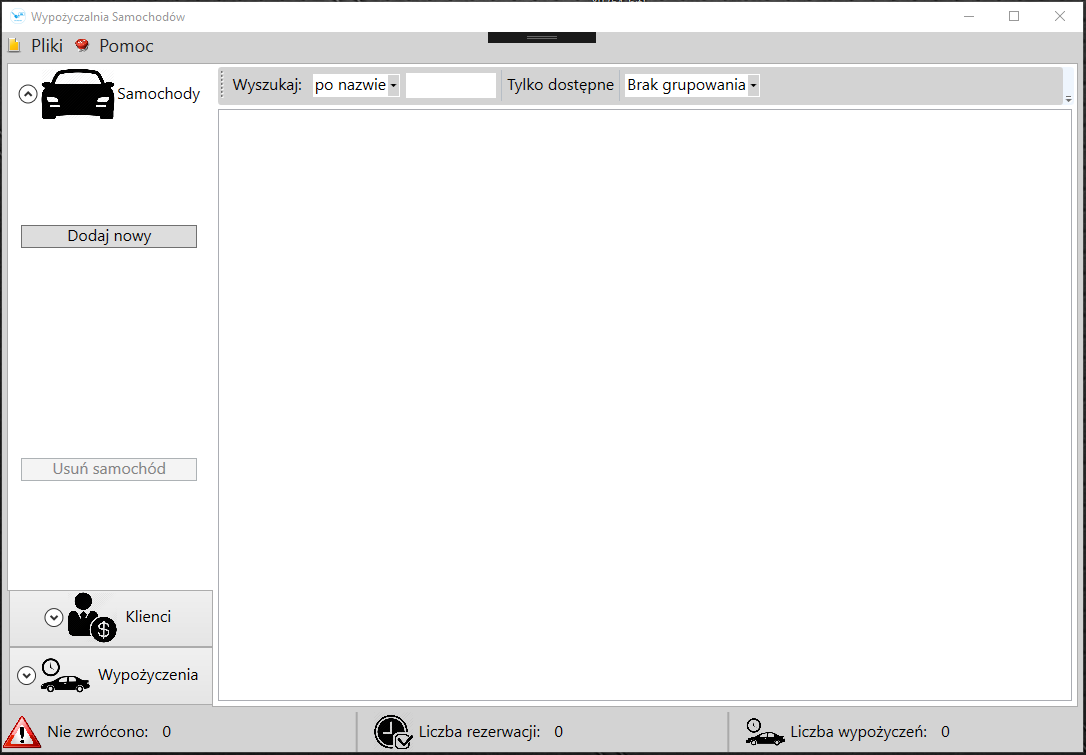 Wypożyczalnia Samochodów
Pliki Pomoc
Samochody
Wyszukaj: po nazwie Tylko dostępne Brak grupowania
Dodaj nowy
Usuń samochód
Klienci
Wypożyczenia
Nie zwrócono: 0 Liczba rezerwacji: 0 Liczba wypożyczeń: 0